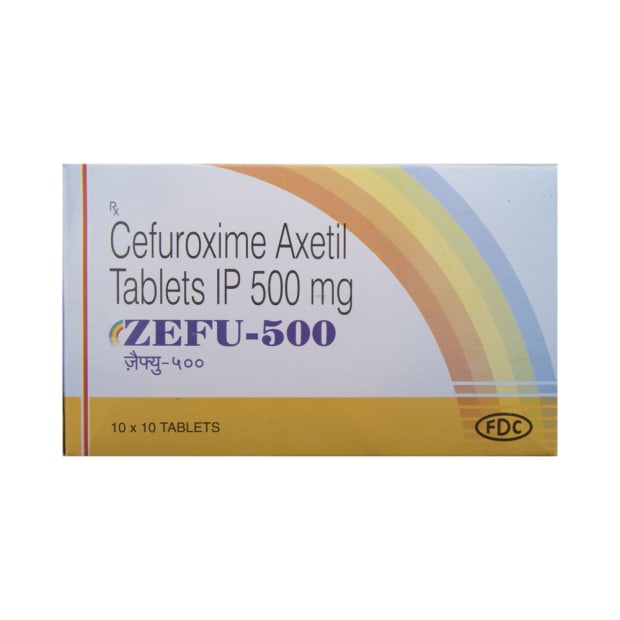 Rx
Cefuroxime Axetil
Tablets IP 500 mg
ZEFU-500
ज़ैफ्यु-५००
10 x 10 TABLETS
FDC